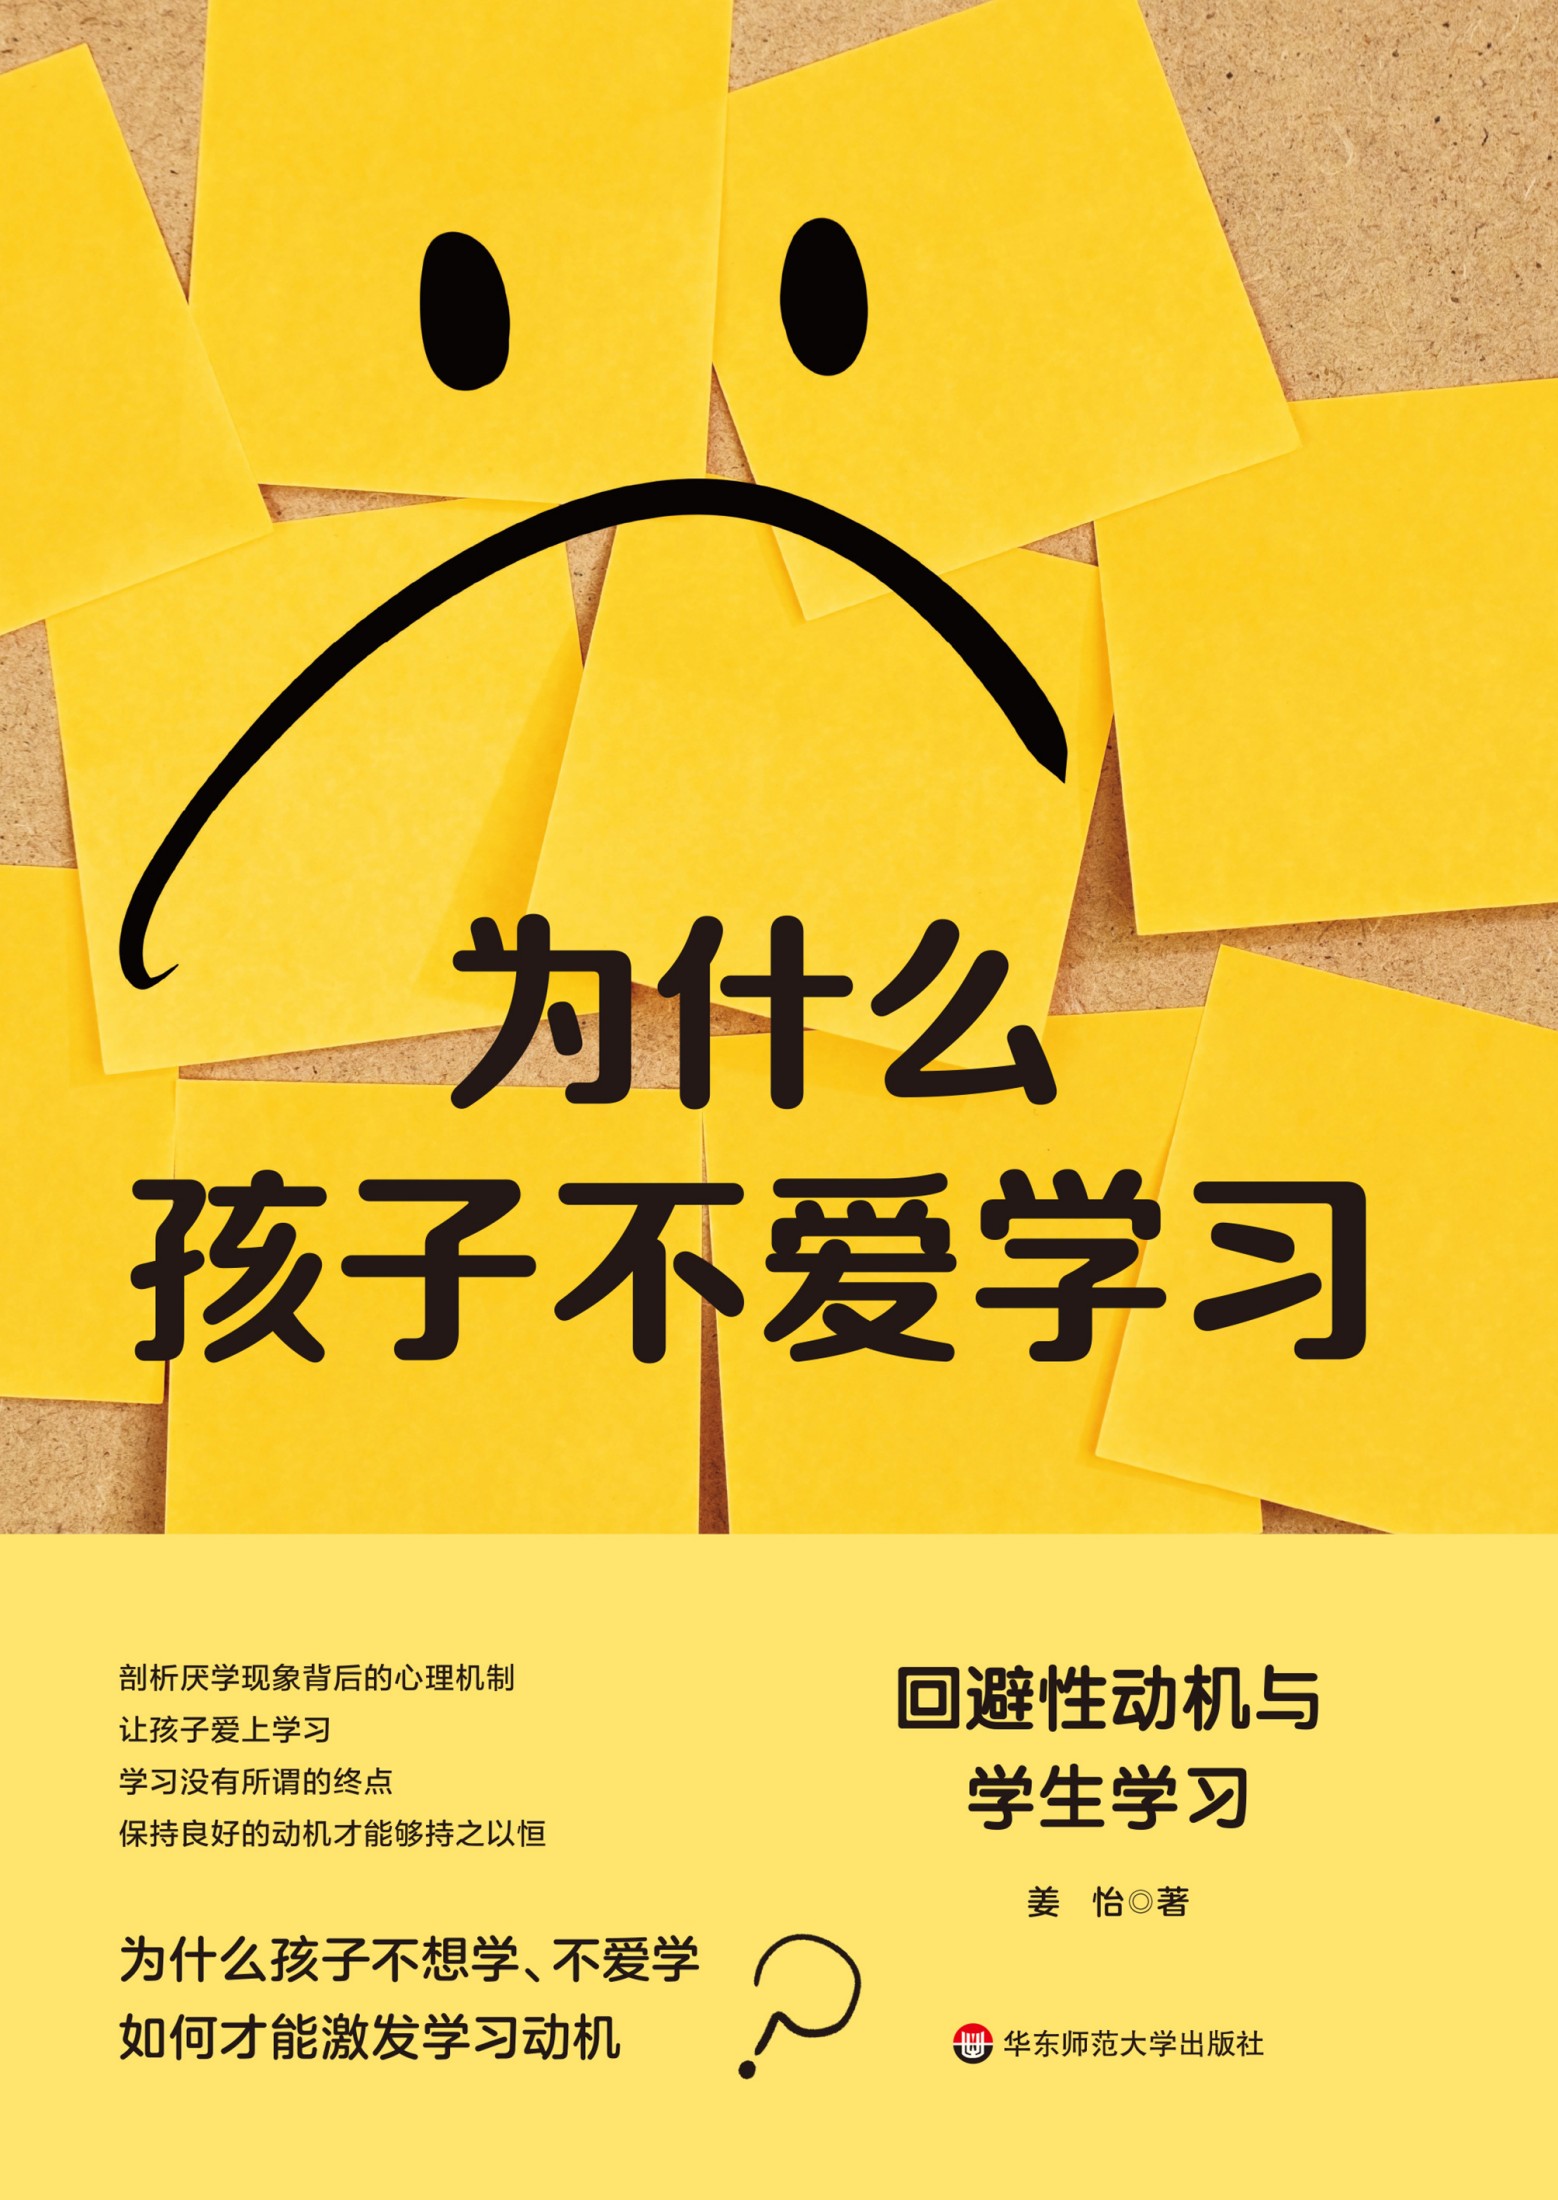 为什么
孩子不爱学习
剖析厌学现象背后的心理机制
让孩子爱上学习
学习没有所谓的终点
保持良好的动机才能够持之以恒
为什么孩子不想学、不爱学
如何才能激发学习动机
?
回避性动机与
学生学习
姜 怡◎著
华东师范大学出版社